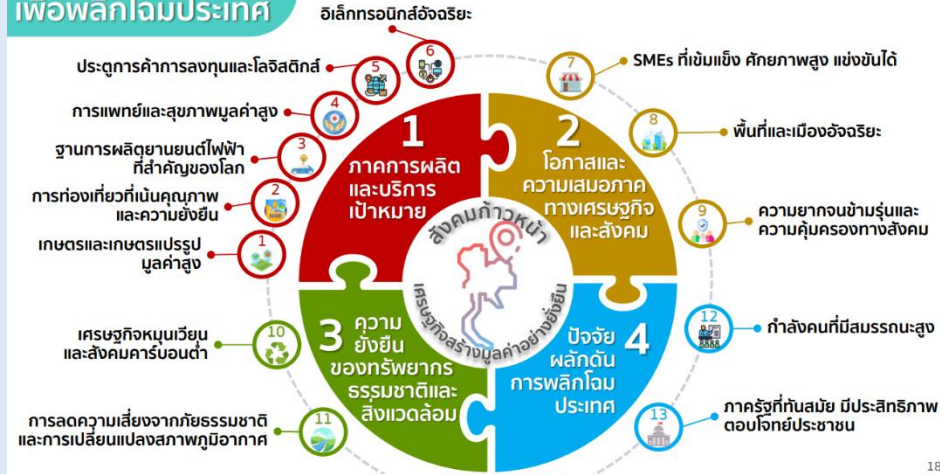 เพื่อพลิกโฉมประเทศ
อิเล็กทรอนิกส์อัจฉริยะ
6
ประตูการค้าการลงทุนและโลจิสติกส์
5
การแพทย์และสุขภาพมูลค่าสูง
4
ฐานการผลิตยานยนต์ไฟฟ้า
ที่สำคัญของโลก
3
การท่องเที่ยวที่เน้นคุณภาพ
และความยั่งยืน
2
เกษตรและเกษตรแปรรูป
มูลค่าสูง
1
1
ภาคการผลิต
และบริการ
เป้าหมาย
2
โอกาสและ
ความเสมอภาค
ทางเศรษฐกิจ
และสังคม
7
SMEs ที่เข้มแข็ง ศักยภาพสูง แข่งขันได้
8
พื้นที่และเมืองอัจฉริยะ
9
ความยากจนข้ามรุ่นและ
ความคุ้มครองทางสังคม
สังคมก้าวหน้า
เศรษฐกิจสร้างมูลค่าอย่างยั่งยืน
3
ความ
ยั่งยืน
ของทรัพยากร
ธรรมชาติและ
สิ่งแวดล้อม
เศรษฐกิจหมุนเวียน
และสังคมคาร์บอนต่ำ
10
การลดความเสี่ยงจากภัยธรรมชาติ
และการเปลี่ยนแปลงสภาพภูมิอากาศ
11
4
ปัจจัย
ผลักดัน
การพลิกโฉม
ประเทศ
12
กำลังคนที่มีสมรรถนะสูง
13
ภาครัฐที่ทันสมัย มีประสิทธิภาพ
ตอบโจทย์ประชาชน
18